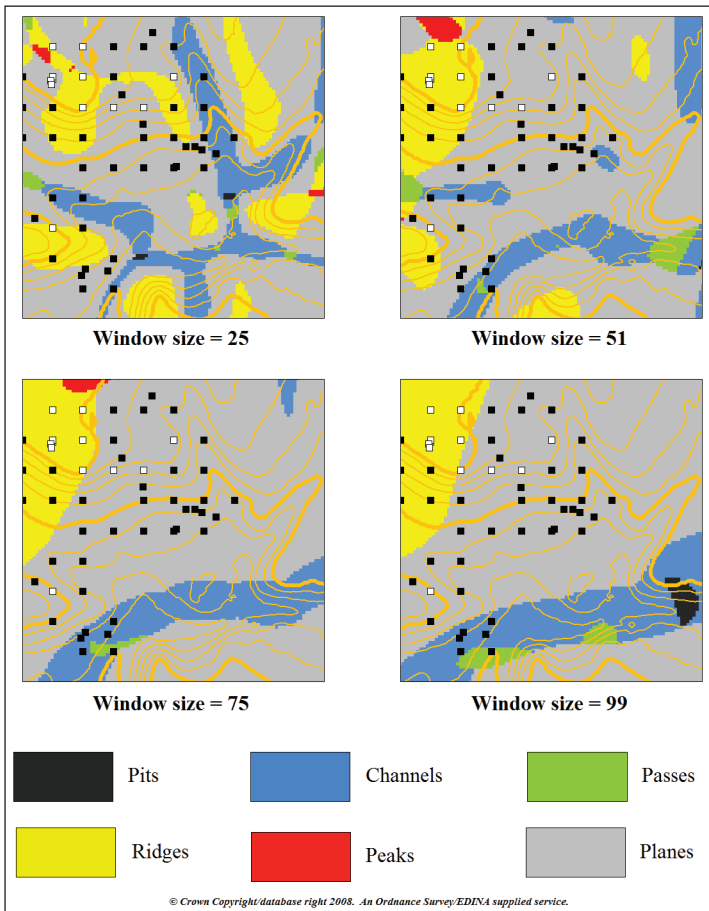 Window size = 25
Window size = 51
Window size = 75
Window size = 99
Pits
Channels
Passes
Ridges
Peaks
Planes
© Crown Copyright/database right 2008. An Ordnance Survey/EDINA supplied service.